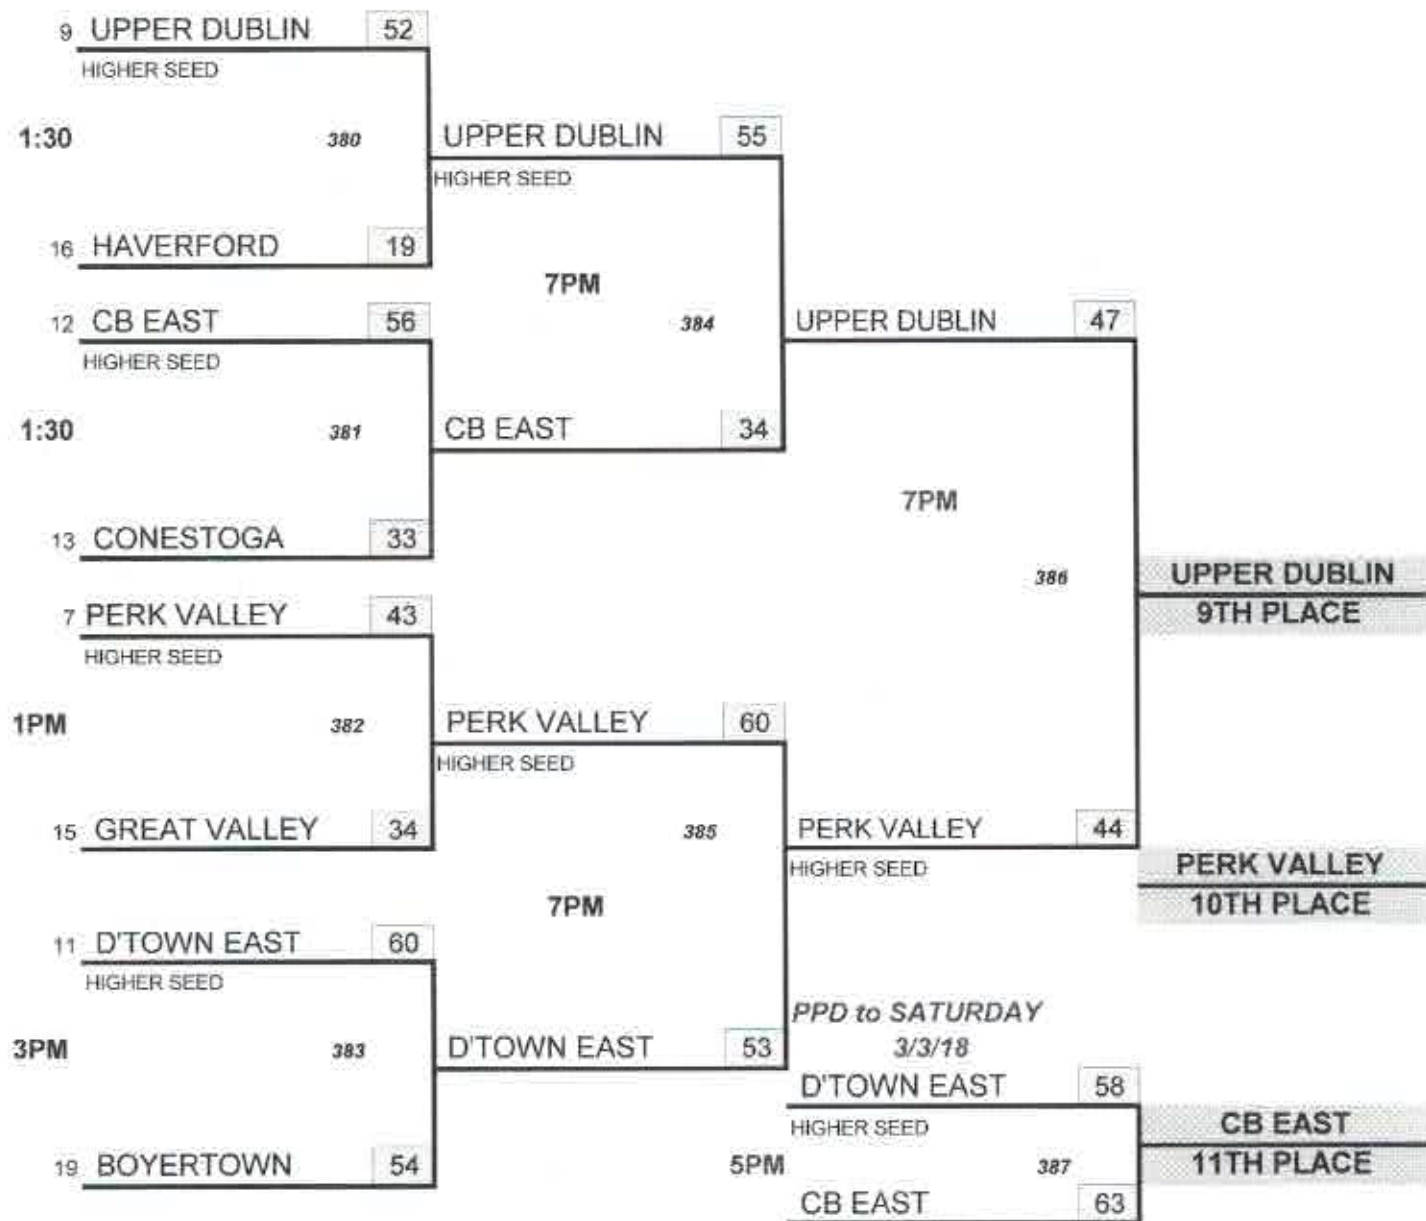 9 UPPER DUBLIN 52
HIGHER SEED
1:30 380
UPPER DUBLIN 55
HIGHER SEED
16 HAVERFORD 19
7PM
384
12 CB EAST 56
HIGHER SEED
UPPER DUBLIN 47
1:30 381
CB EAST 34
7PM
13 CONESTOGA 33
386
UPPER DUBLIN
9TH PLACE
7 PERK VALLEY 43
HIGHER SEED
1PM 382
PERK VALLEY 60
HIGHER SEED
15 GREAT VALLEY 34
385
PERK VALLEY 44
HIGHER SEED
PERK VALLEY
10TH PLACE
7PM
11 D'TOWN EAST 60
HIGHER SEED
3PM 383
D'TOWN EAST 53
PPD to SATURDAY
3/3/18
D'TOWN EAST 58
HIGHER SEED
CB EAST
11TH PLACE
19 BOYERTOWN 54
5PM 387
CB EAST 63